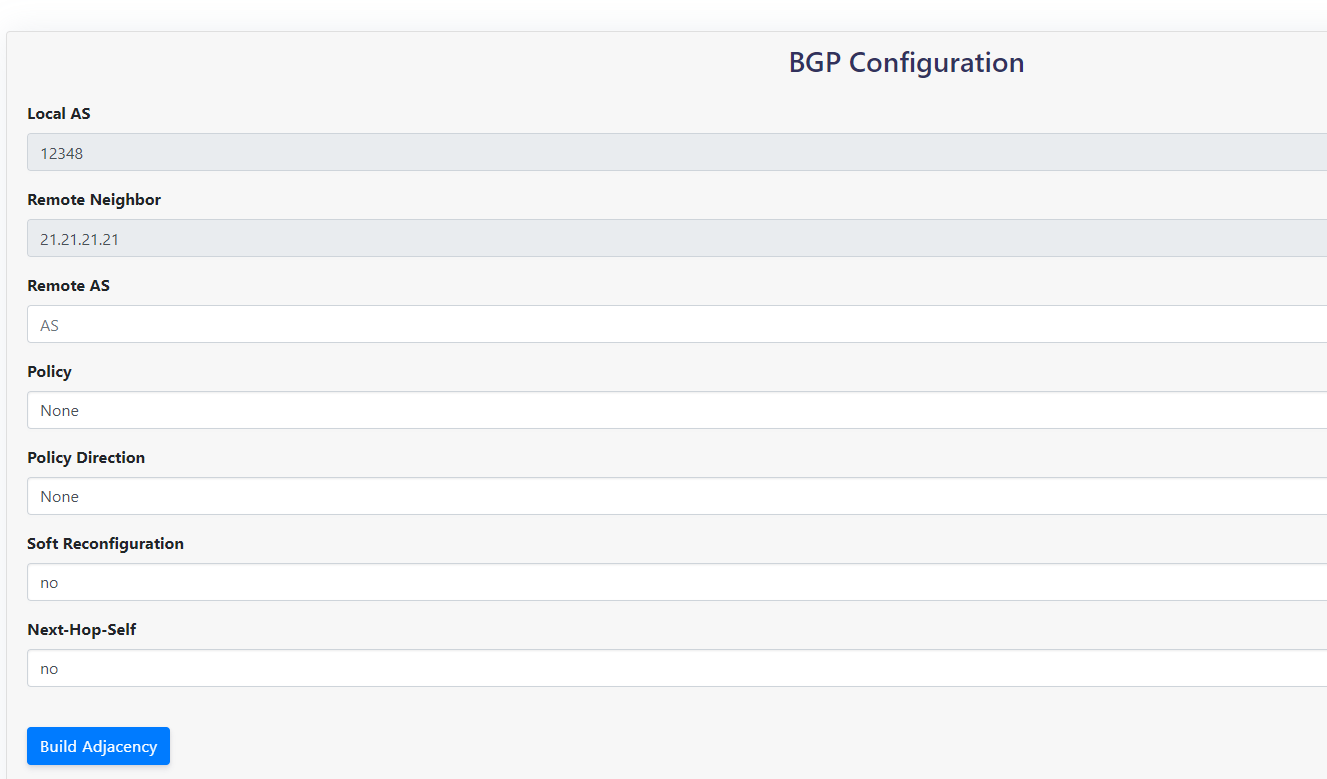 BGP Configuration
Local AS
12348
Remote Neighbor
21.21.21.21
Remote AS
AS
Policy
None
Policy Direction
None
Soft Reconfiguration
no
Next-Hop-Self
no
Build Adjacency